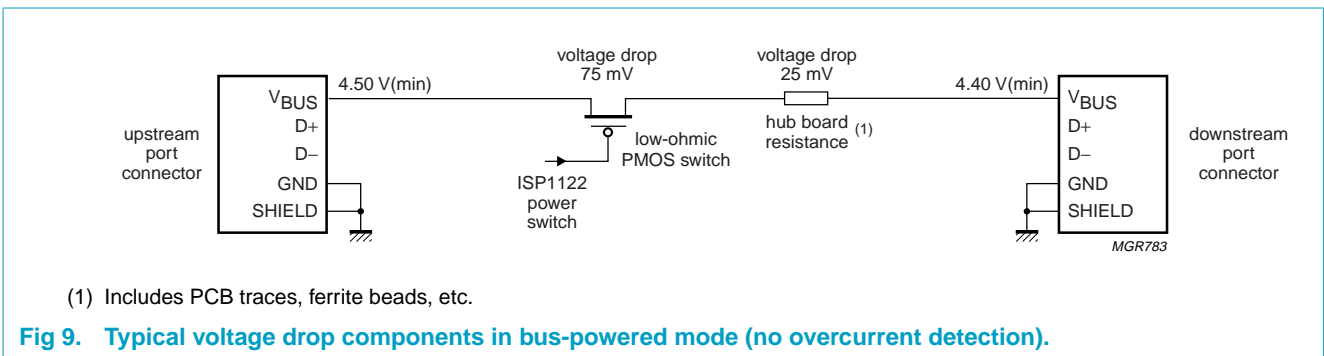 voltage drop
75 mV
voltage drop
25 mV
4.50 V(min)
4.40 V(min)
VBUS
D+
D−
GND
SHIELD
upstream
port
connector
low-ohmic
PMOS switch
ISP1122
power
switch
hub board
resistance (1)
VBUS
D+
D−
GND
SHIELD
downstream
port
connector
MGR783
(1) Includes PCB traces, ferrite beads, etc.
Fig 9. Typical voltage drop components in bus-powered mode (no overcurrent detection).